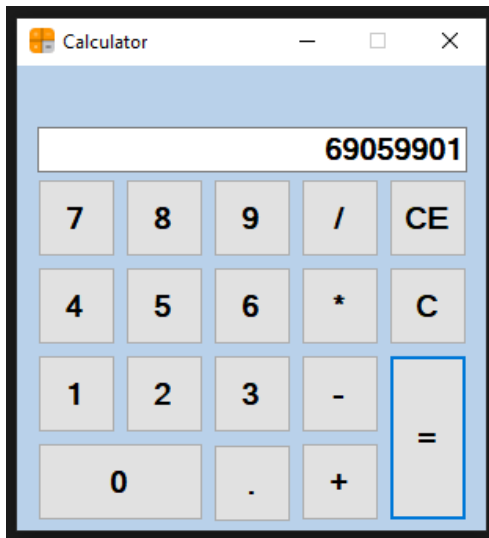 Calculator
69059901
7 8 9 / CE
4 5 6 * C
1 2 3 - =
0 . +